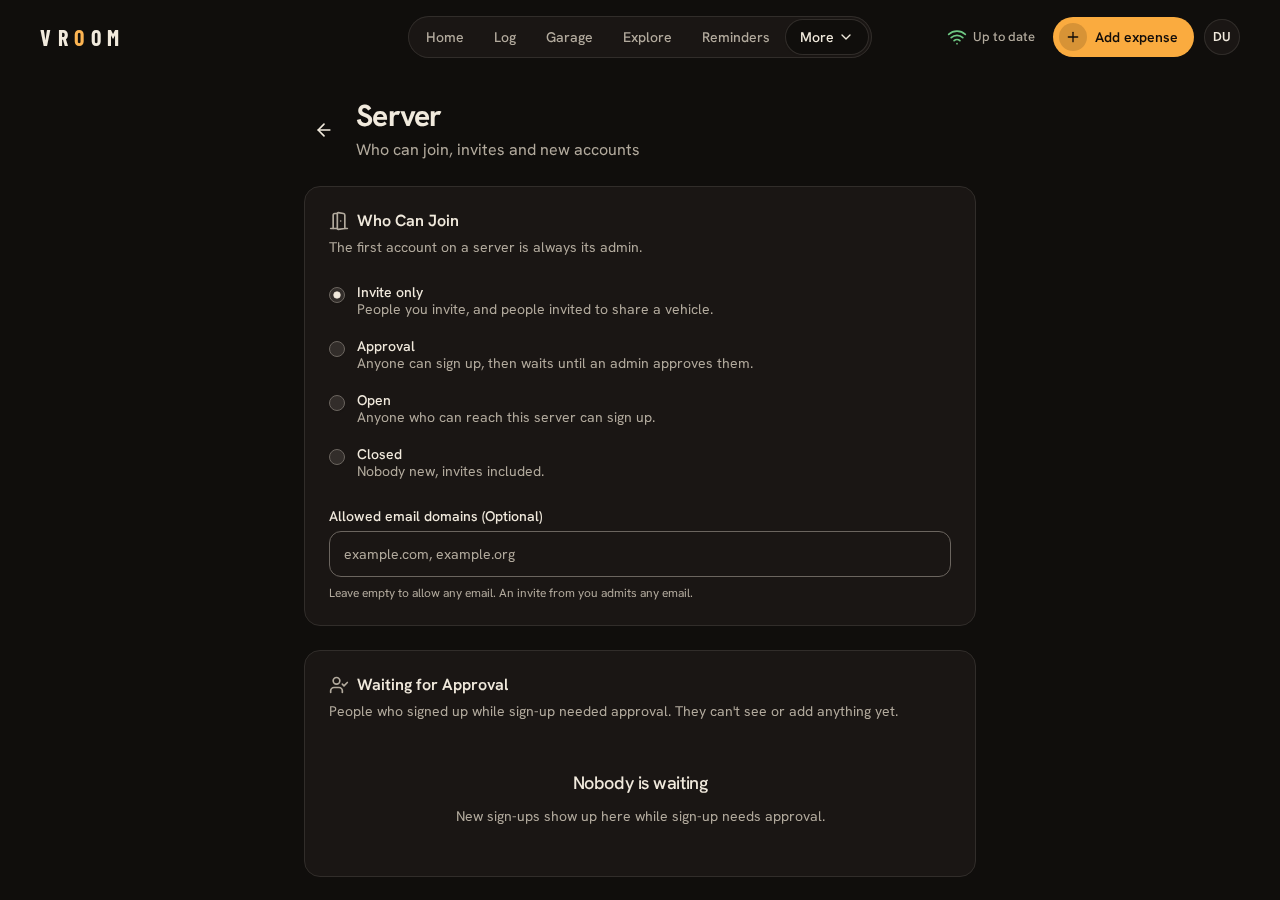 VROOM
Home
Log
Garage
Explore
Reminders
More
Up to date
Add expense
DU
Server
Who can join, invites and new accounts
Who Can Join
The first account on a server is always its admin.
Invite only
People you invite, and people invited to share a vehicle.
Approval
Anyone can sign up, then waits until an admin approves them.
Open
Anyone who can reach this server can sign up.
Closed
Nobody new, invites included.
Allowed email domains (Optional)
example.com, example.org
Leave empty to allow any email. An invite from you admits any email.
Waiting for Approval
People who signed up while sign-up needed approval. They can't see or add anything yet.
Nobody is waiting
New sign-ups show up here while sign-up needs approval.